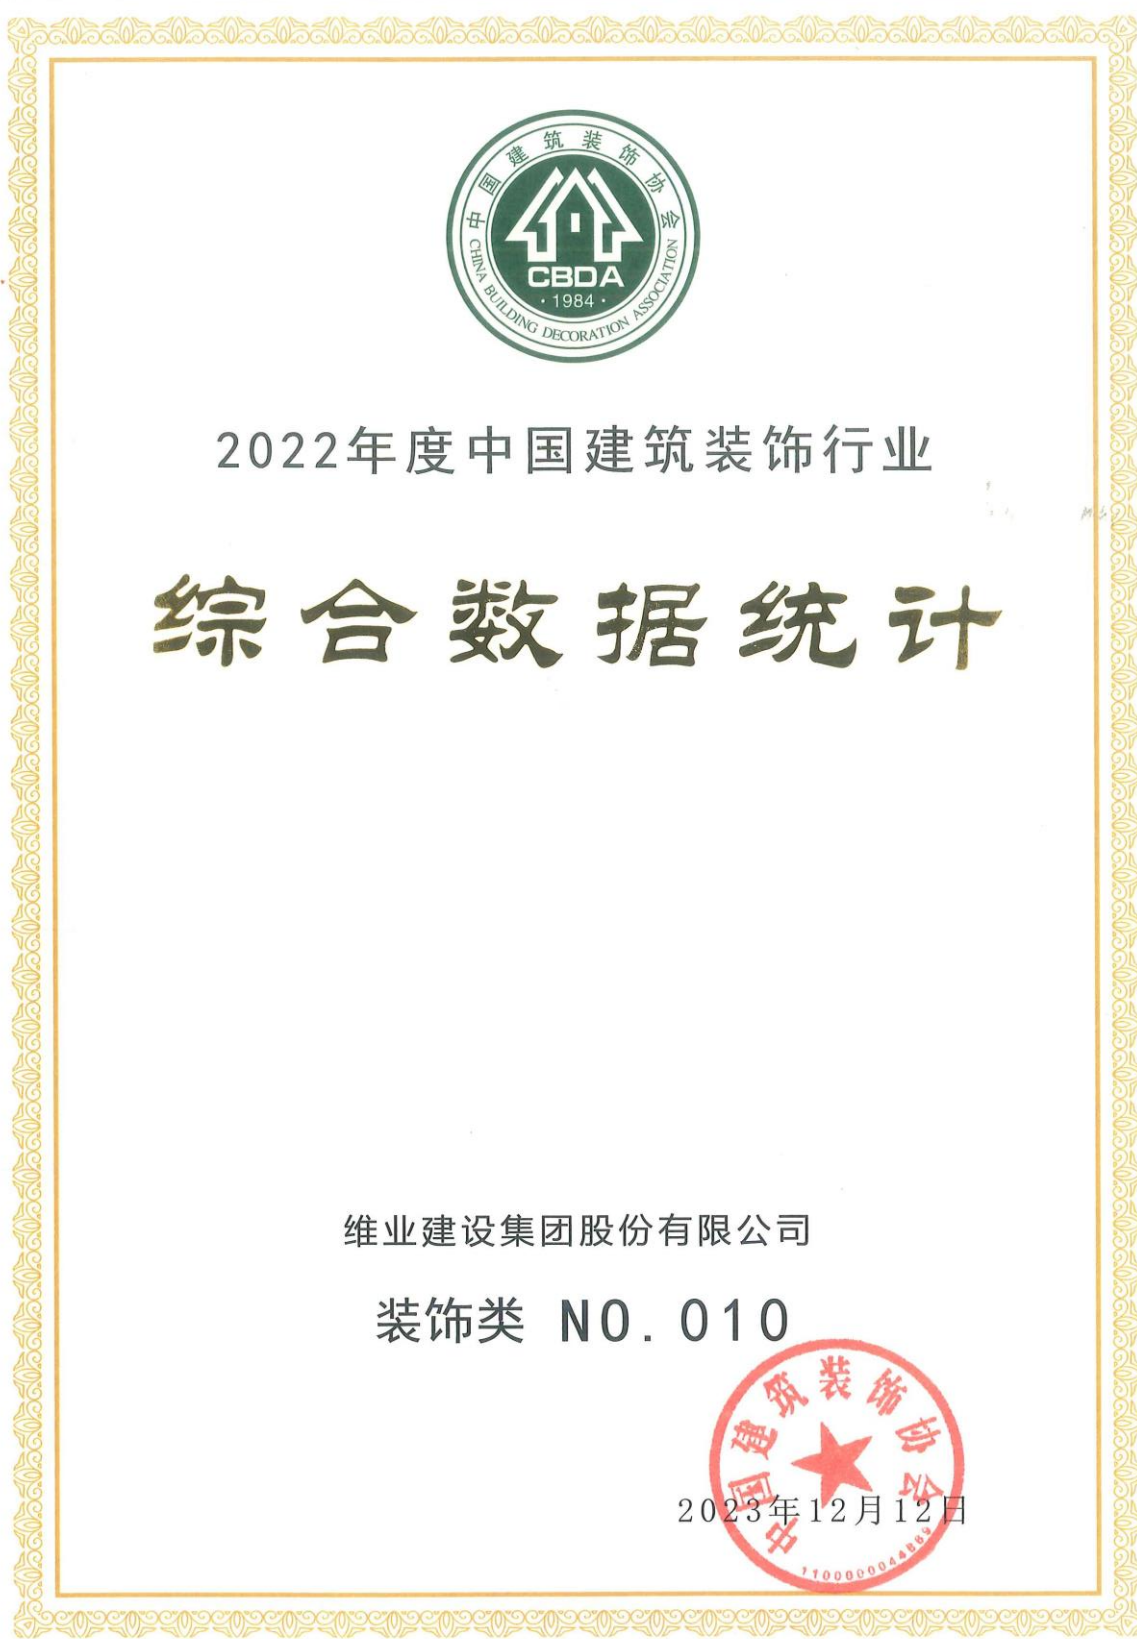 中国建筑装饰协会
CBDA
·1984·
CHINA BUILDING DECORATION ASSOCIATION
2022年度中国建筑装饰行业
综合数据统计
维业建设集团股份有限公司
装饰类 NO.010
中国建筑装饰协会
2023年12月12日